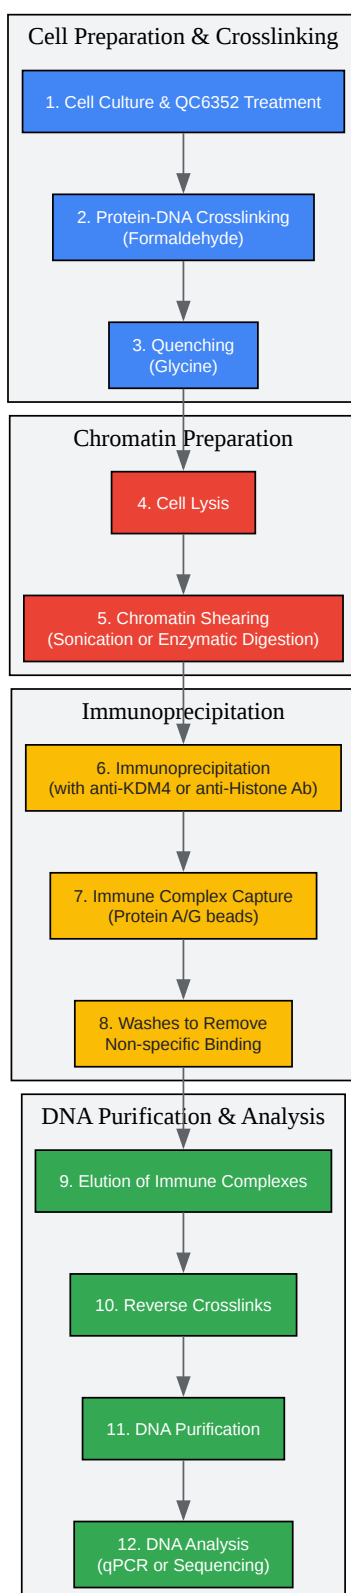 Cell Preparation & Crosslinking
1. Cell Culture & QC6352 Treatment
2. Protein-DNA Crosslinking
(Formaldehyde)
3. Quenching
(Glycine)
Chromatin Preparation
4. Cell Lysis
5. Chromatin Shearing
(Sonication or Enzymatic Digestion)
Immunoprecipitation
6. Immunoprecipitation
(with anti-KDM4 or anti-Histone Ab)
7. Immune Complex Capture
(Protein A/G beads)
8. Washes to Remove
Non-specific Binding
DNA Purification & Analysis
9. Elution of Immune Complexes
10. Reverse Crosslinks
11. DNA Purification
12. DNA Analysis
(qPCR or Sequencing)